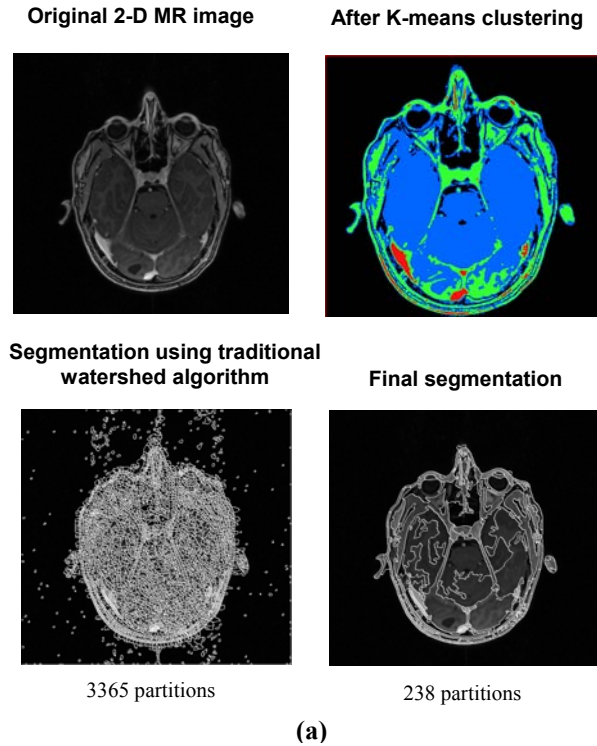 Original 2-D MR image
After K-means clustering
Segmentation using traditional
watershed algorithm
Final segmentation
3365 partitions
238 partitions
(a)